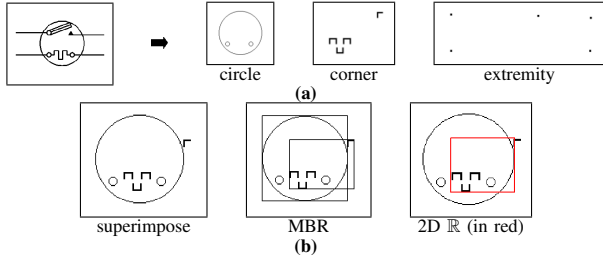 circle corner extremity
(a)
superimpose MBR 2D ℝ (in red)
(b)